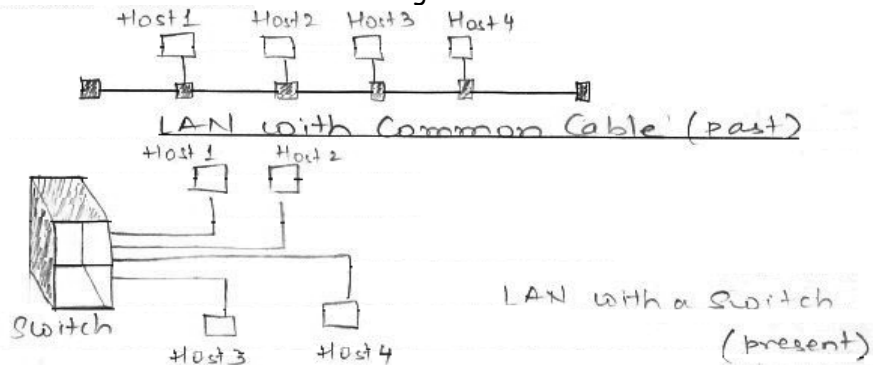 Host 1 Host 2 Host 3 Host 4
LAN with Common Cable (past)
Host 1 Host 2
LAN with a Switch
Switch
(present)
Host 3 Host 4